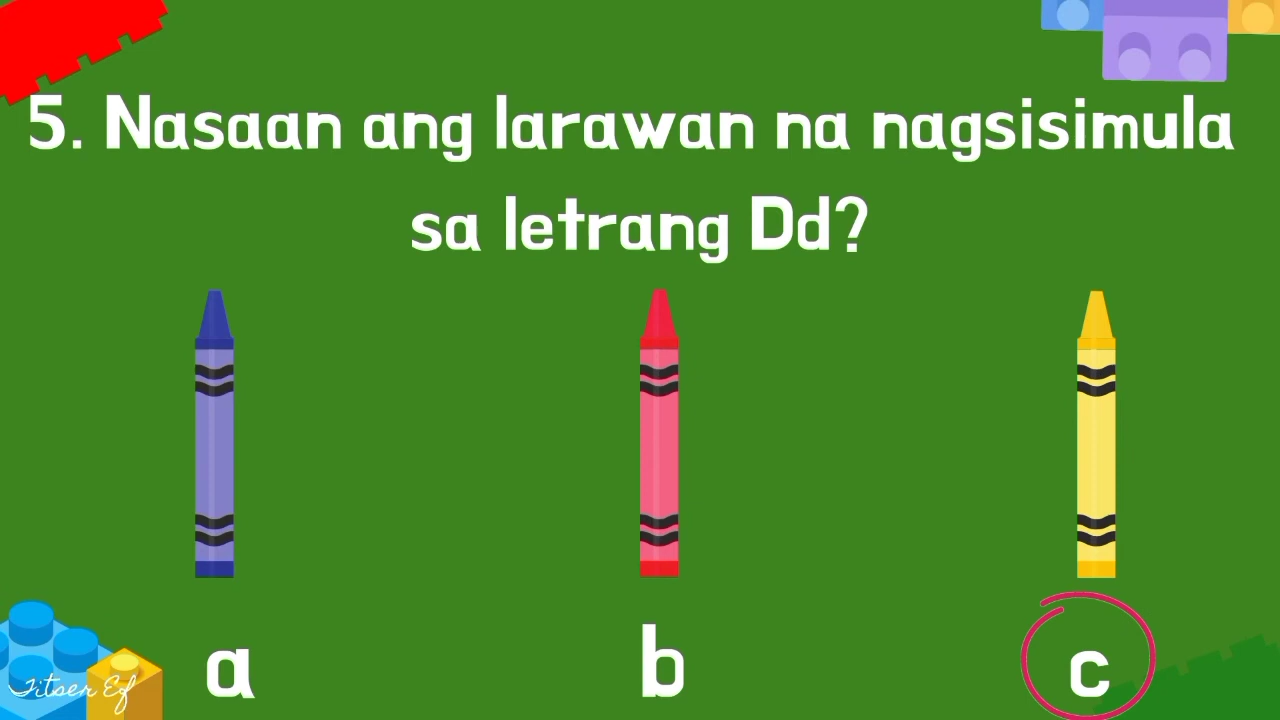 5. Nasaan ang larawan na nagsisimula
sa letrang Dd?
a
b
c
Titser Ef